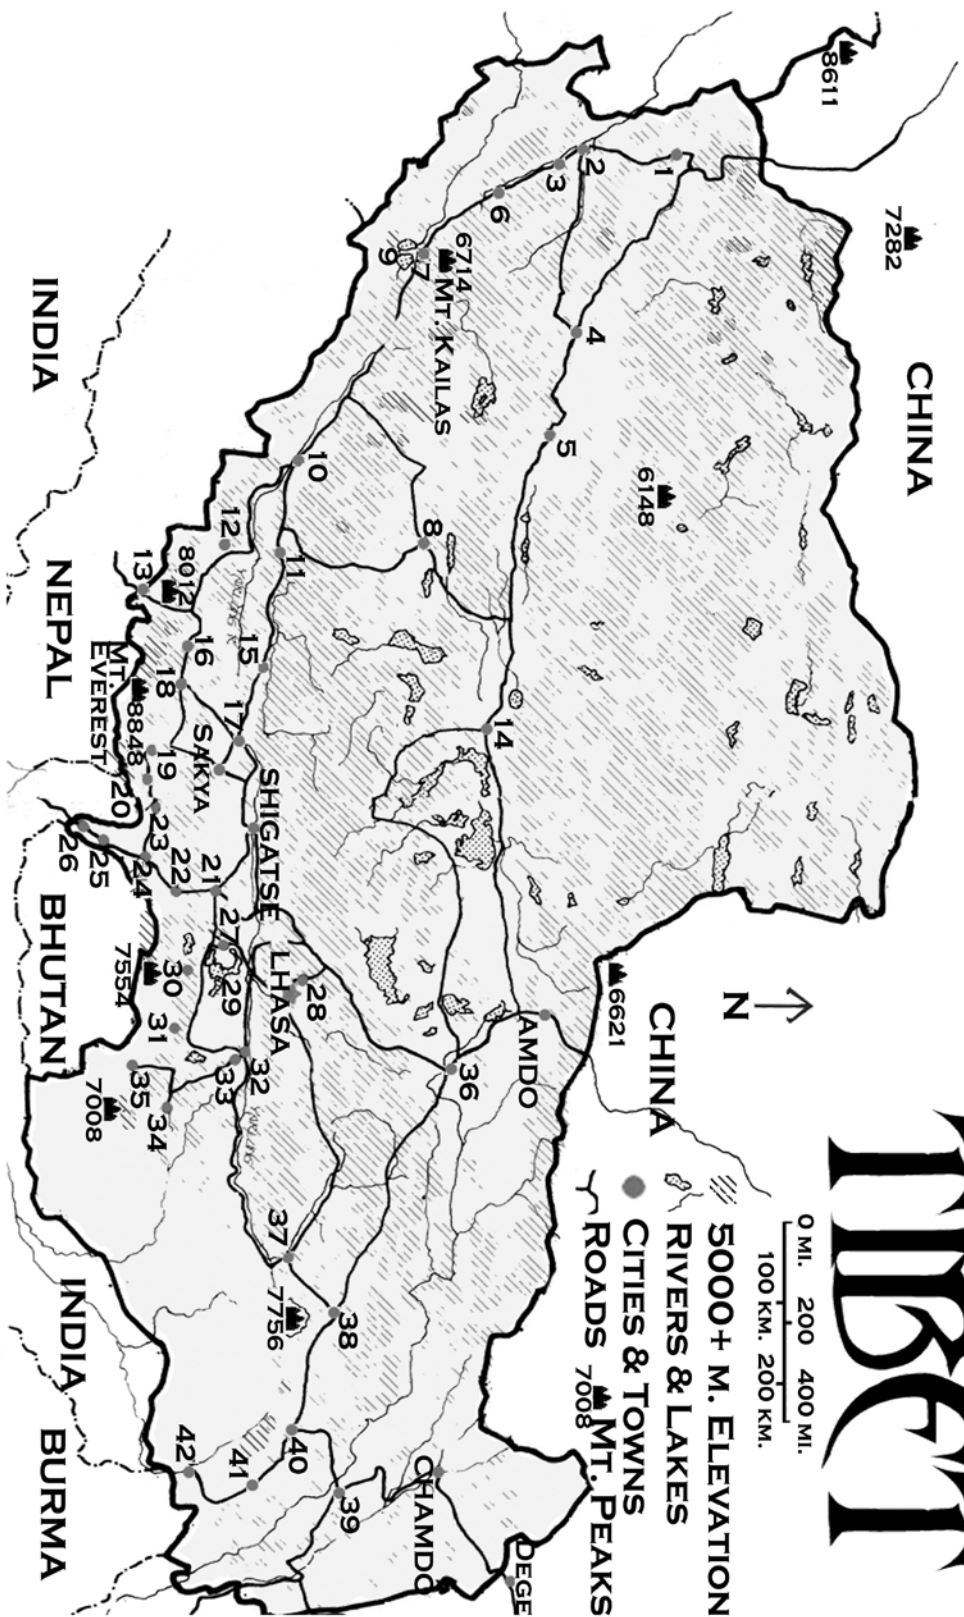 TIBET
0 MI. 200 400 MI.
100 KM. 200 KM.
5000+ M. ELEVATION
RIVERS & LAKES
CITIES & TOWNS
ROADS
7008
MT. PEAKS
N
CHINA
CHINA
8611
7282
6148
6621
1
2
3
4
5
6
6714
MT. KAILAS
7
9
8
10
11
12
13
8012
14
15
16
17
18
YARLUNG R.
MT.
EVEREST
8848
19
20
SAKYA
SHIGATSE
21
22
23
24
25
26
27
28
LHASA
29
30
7554
31
32
33
34
35
7008
YARLUNG
AMDO
36
37
7756
38
39
40
41
42
CHAMDO
DEGE
INDIA
NEPAL
BHUTAN
INDIA
BURMA